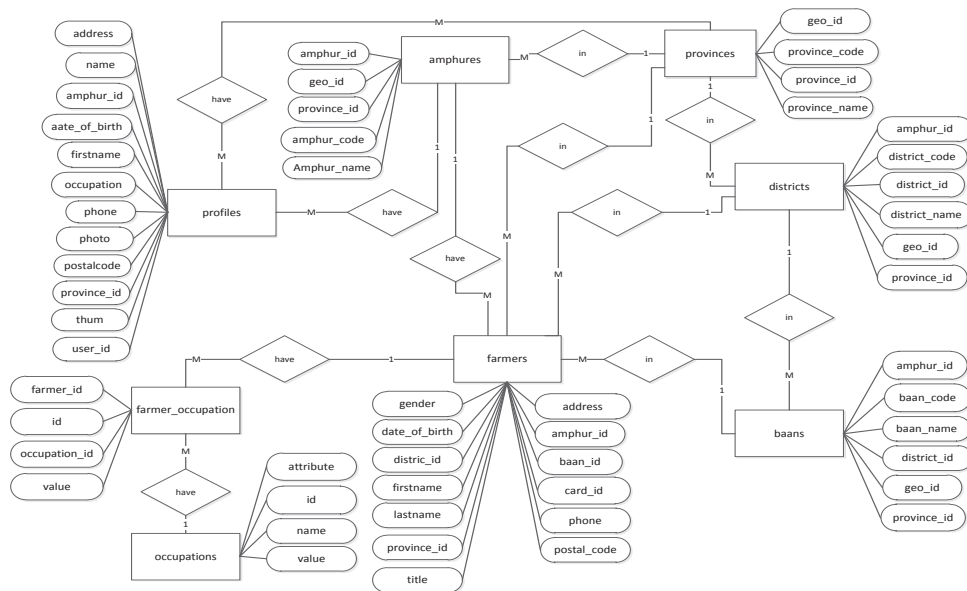 address
name
amphur_id
aate_of_birth
firstname
occupation
phone
photo
postalcode
province_id
thum
user_id
have
M
M
profiles
M
have
1
amphur_id
geo_id
province_id
amphur_code
Amphur_name
amphures
M
in
1
provinces
geo_id
province_code
province_id
province_name
1
have
M
1
in
M
1
in
M
districts
amphur_id
district_code
district_id
district_name
geo_id
province_id
M
in
1
1
in
M
farmers
M
have
1
M
in
1
baans
amphur_id
baan_code
baan_name
district_id
geo_id
province_id
farmer_id
id
occupation_id
value
farmer_occupation
M
have
1
occupations
attribute
id
name
value
gender
date_of_birth
distric_id
firstname
lastname
province_id
title
address
amphur_id
baan_id
card_id
phone
postal_code